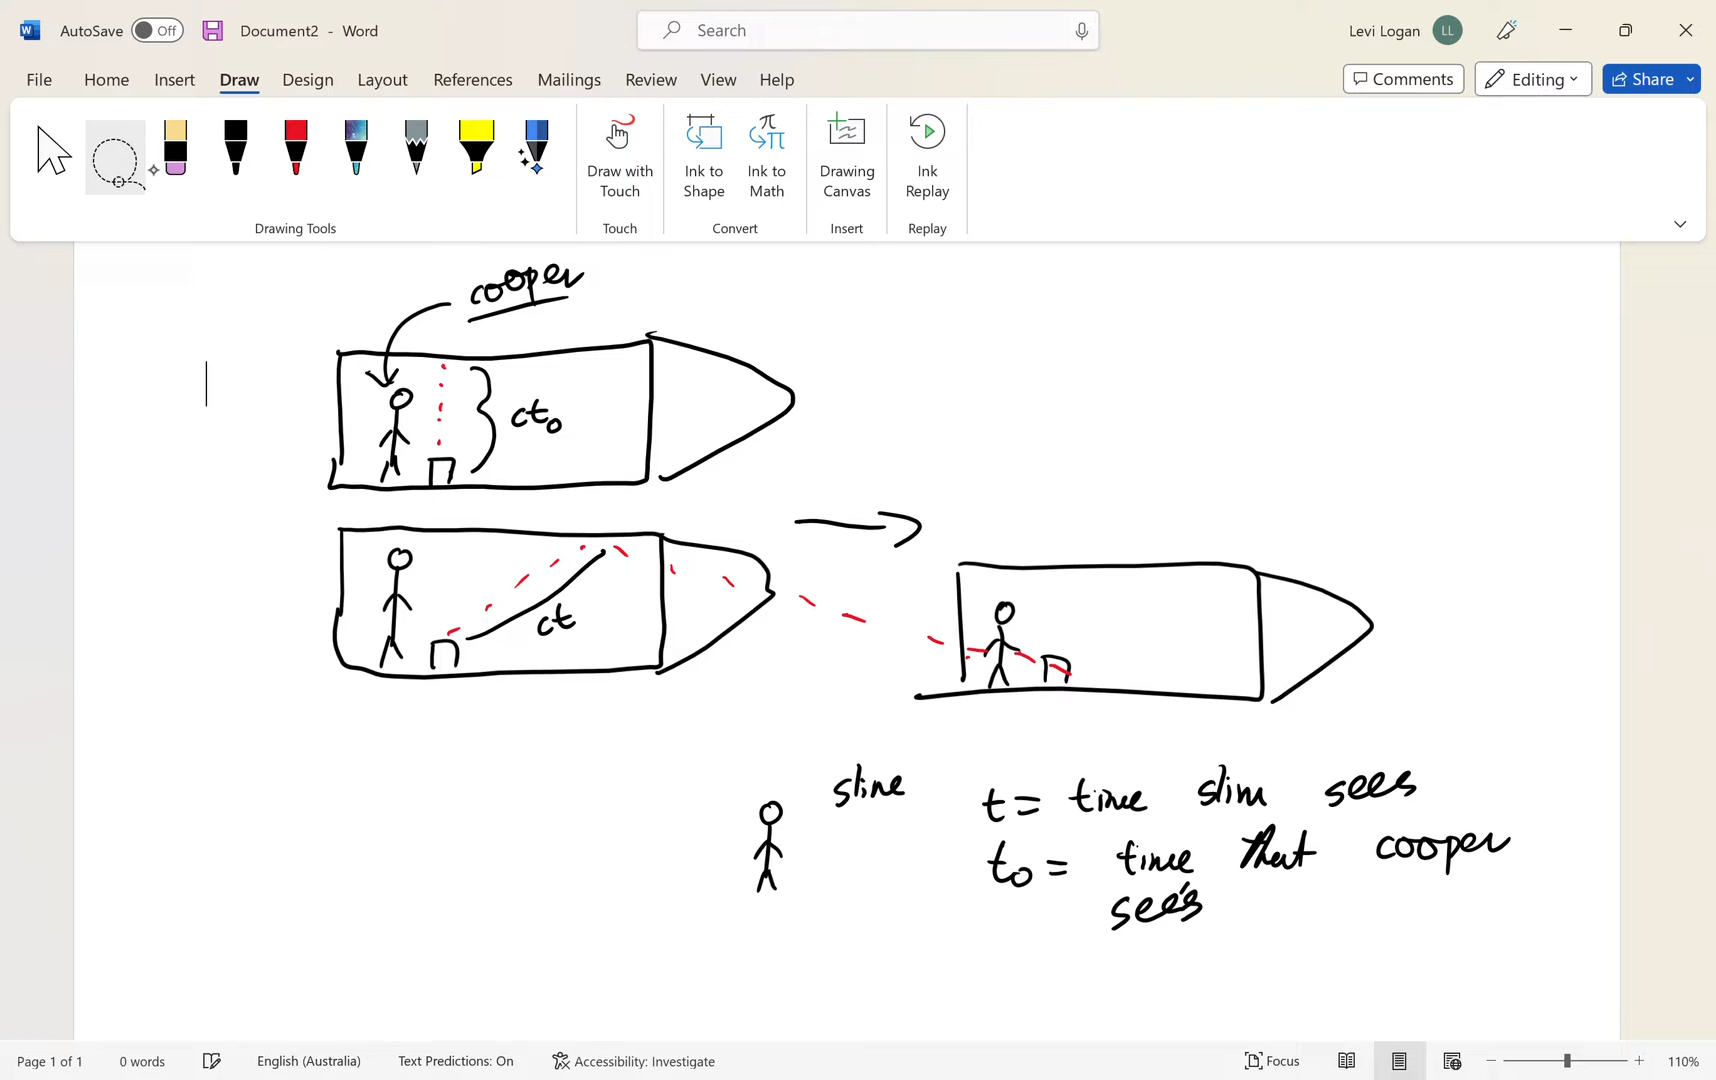 AutoSave Off Document2 - Word Search Levi Logan LL
File Home Insert Draw Design Layout References Mailings Review View Help Comments Editing Share
Draw with Touch
Ink to Shape
Ink to Math
Drawing Canvas
Ink Replay
Drawing Tools Touch Convert Insert Replay
cooper
ct₀
ct
slime t = time slim sees
t₀ = time that cooper
sees
Page 1 of 1 0 words English (Australia) Text Predictions: On Accessibility: Investigate Focus 110%